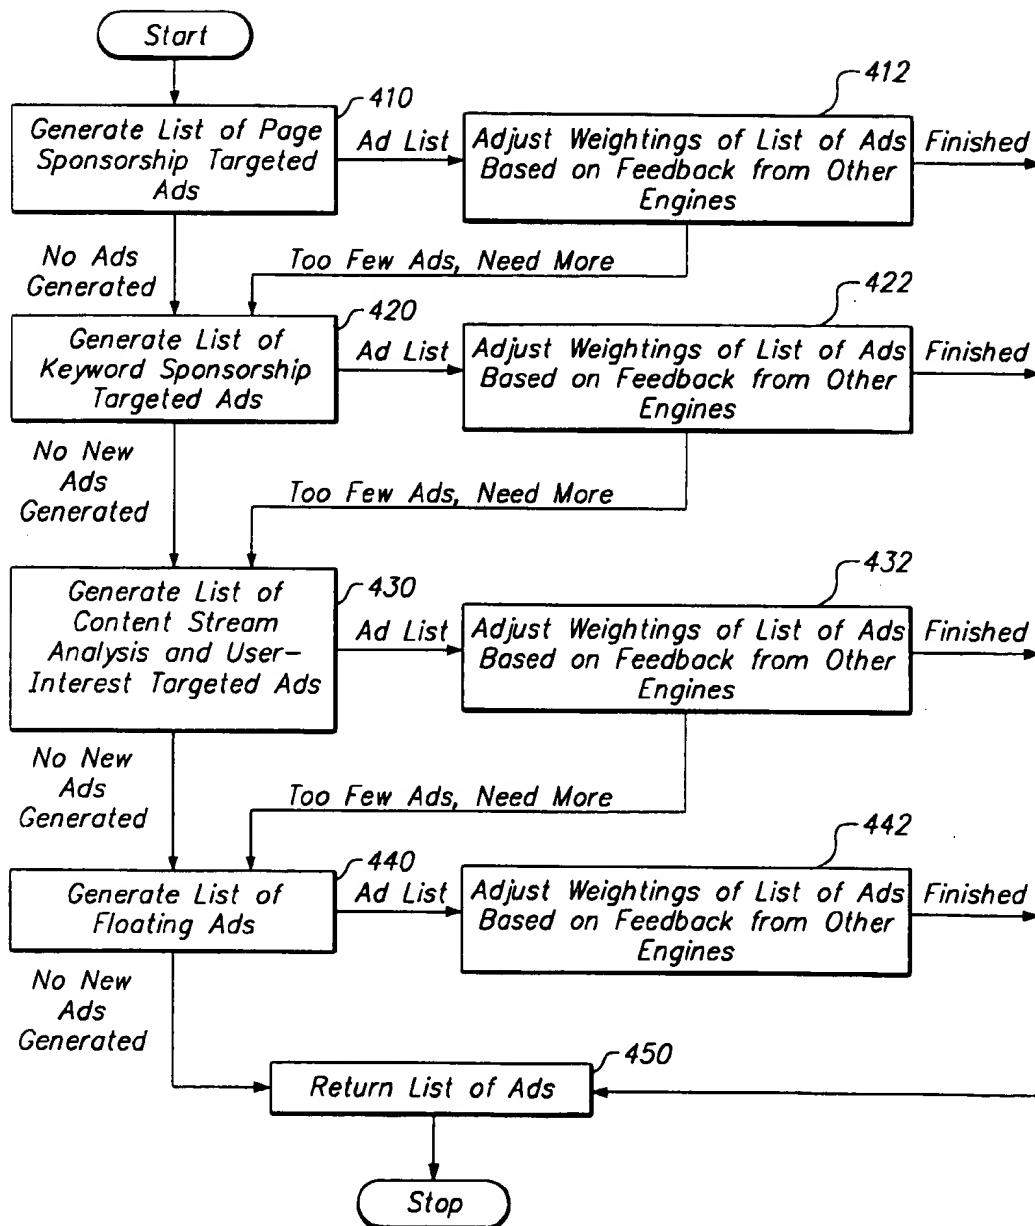 Start
410
Generate List of Page
Sponsorship Targeted
Ads
Ad List
412
Adjust Weightings of List of Ads
Based on Feedback from Other
Engines
Finished
No Ads
Generated
Too Few Ads, Need More
420
Generate List of
Keyword Sponsorship
Targeted Ads
Ad List
422
Adjust Weightings of List of Ads
Based on Feedback from Other
Engines
Finished
No New
Ads
Generated
Too Few Ads, Need More
430
Generate List of
Content Stream
Analysis and User-
Interest Targeted Ads
Ad List
432
Adjust Weightings of List of Ads
Based on Feedback from Other
Engines
Finished
No New
Ads
Generated
Too Few Ads, Need More
440
Generate List of
Floating Ads
Ad List
442
Adjust Weightings of List of Ads
Based on Feedback from Other
Engines
Finished
No New
Ads
Generated
450
Return List of Ads
Stop